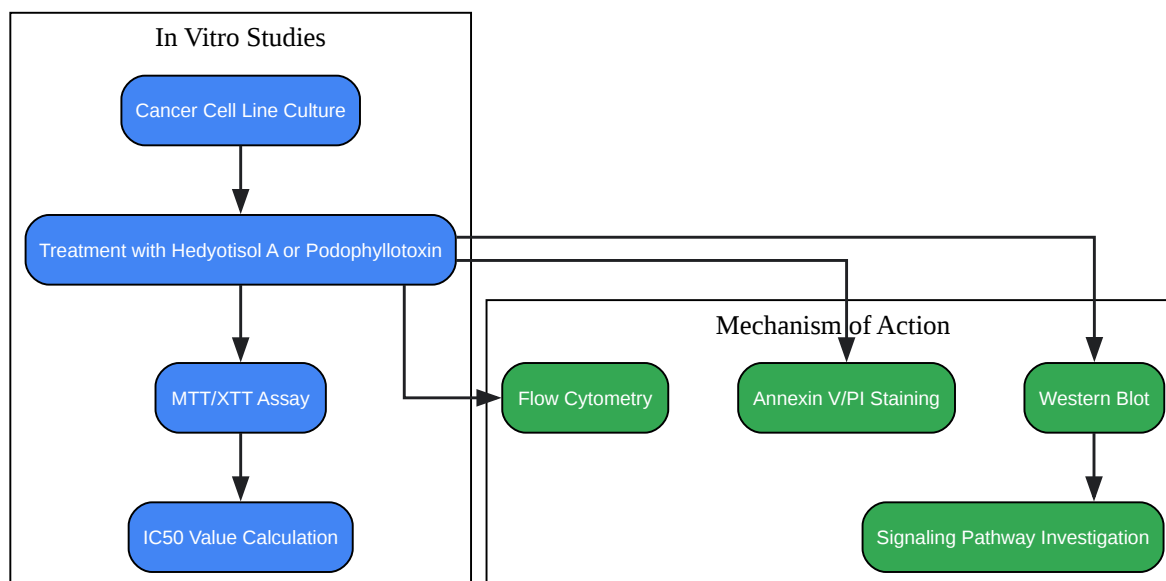 In Vitro Studies
Cancer Cell Line Culture
Treatment with Hedyotisol A or Podophyllotoxin
MTT/XTT Assay
IC50 Value Calculation
Mechanism of Action
Flow Cytometry
Annexin V/PI Staining
Western Blot
Signaling Pathway Investigation